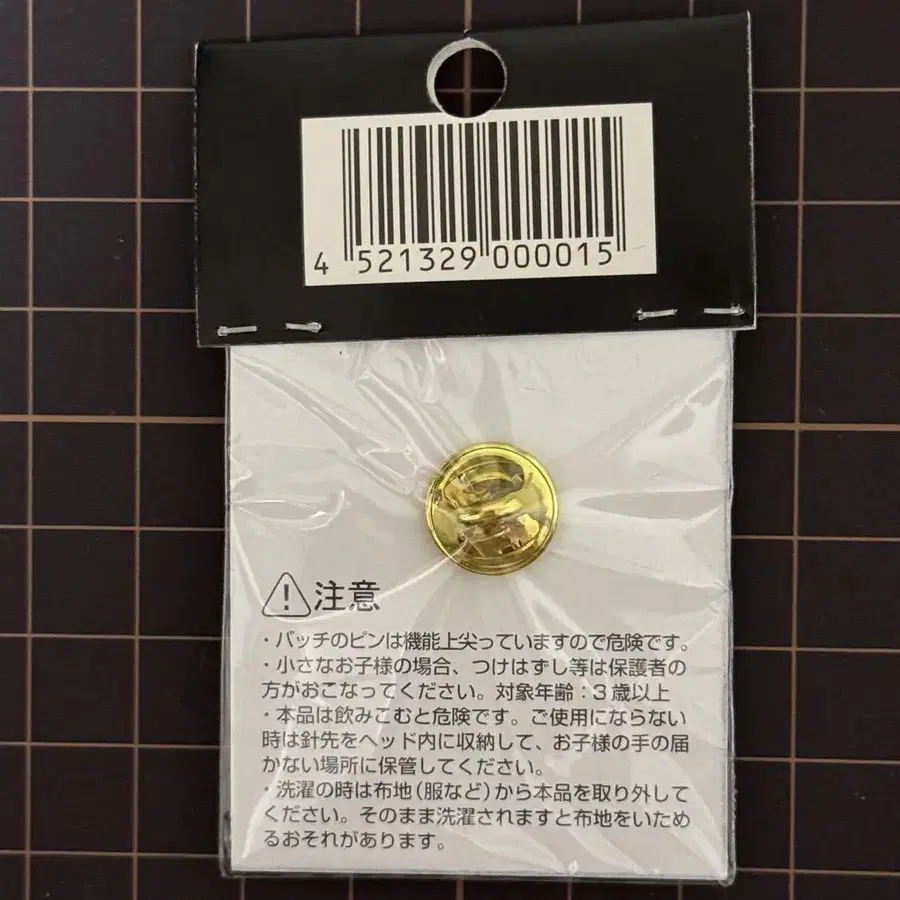 4 521329 000015
注意
・バッチのピンは機能上尖っていますので危険です。
・小さなお子様の場合、つけはずし等は保護者の
方がおこなってください。対象年齢：3歳以上
・本品は飲みこむと危険です。ご使用にならない
時は針先をヘッド内に収納して、お子様の手の届
かない場所に保管してください。
・洗濯の時は布地(服など)から本品を取り外して
ください。そのまま洗濯されますと布地をいため
るおそれがあります。